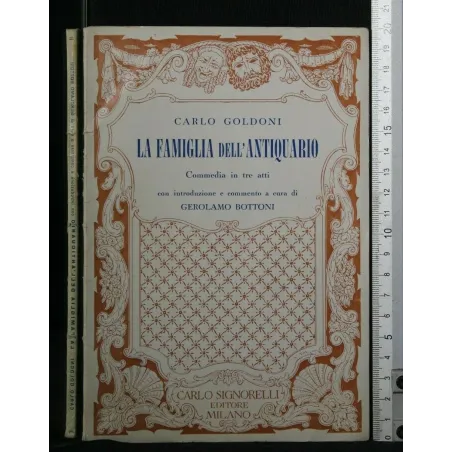 CARLO GOLDONI
LA FAMIGLIA DELL'ANTIQUARIO
Commedia in tre atti
con introduzione e commento a cura di
GEROLAMO BOTTONI
CARLO SIGNORELLI
EDITORE
MILANO